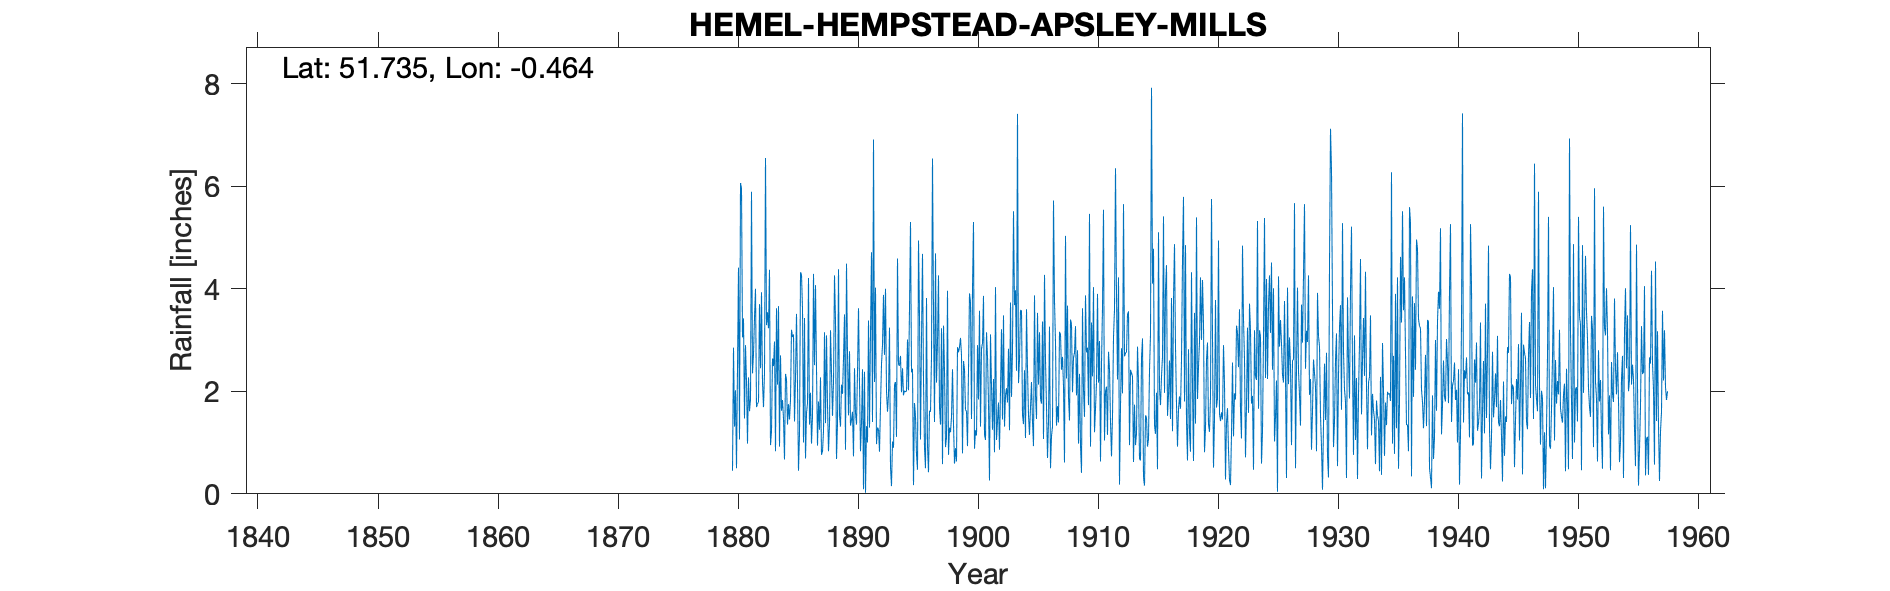 HEMEL-HEMPSTEAD-APSLEY-MILLS
Lat: 51.735, Lon: -0.464
Rainfall [inches]
8
6
4
2
0
1840 1850 1860 1870 1880 1890 1900 1910 1920 1930 1940 1950 1960
Year